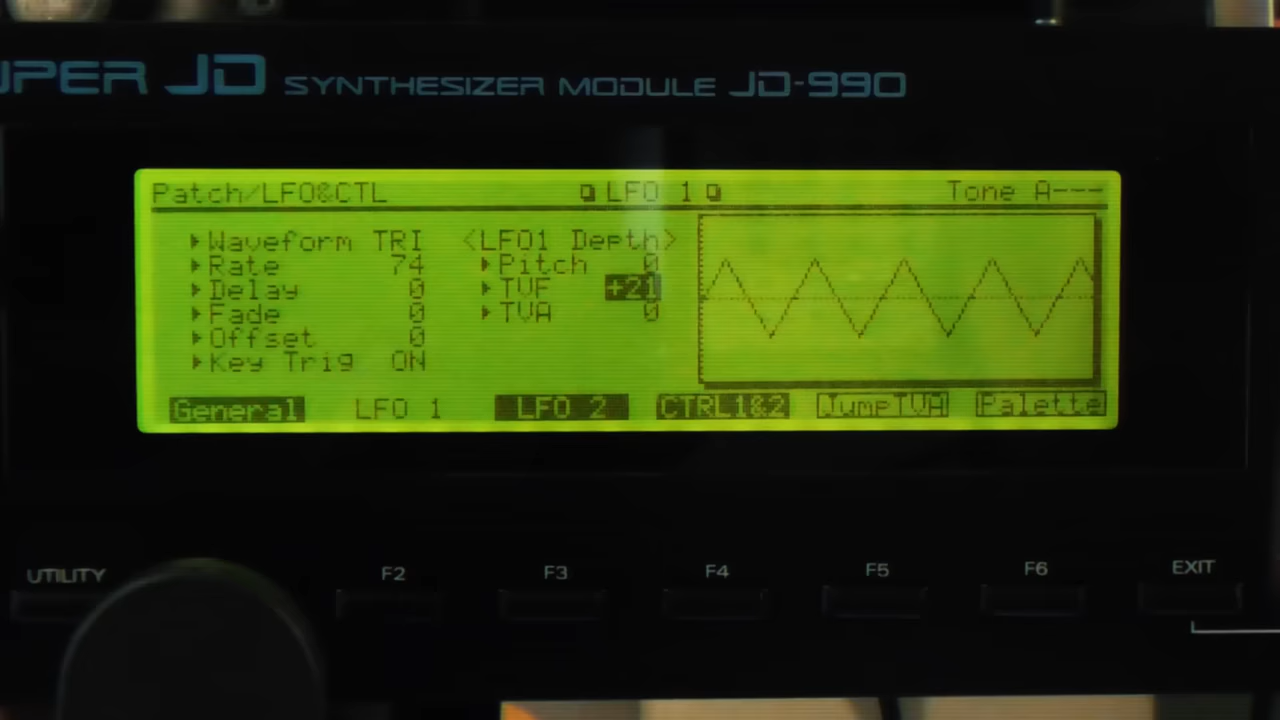 UPER JD SYNTHESIZER MODULE JD-990
Patch/LFO&CTL LFO 1 Tone A---
Waveform TRI <LFO1 Depth>
Rate 74 Pitch 0
Delay 0 TVF +21
Fade 0 TVA 0
Offset 0
Key Trig ON
General LFO 1 LFO 2 CTRL1&2 JumpTVA Palette
UTILITY F2 F3 F4 F5 F6 EXIT